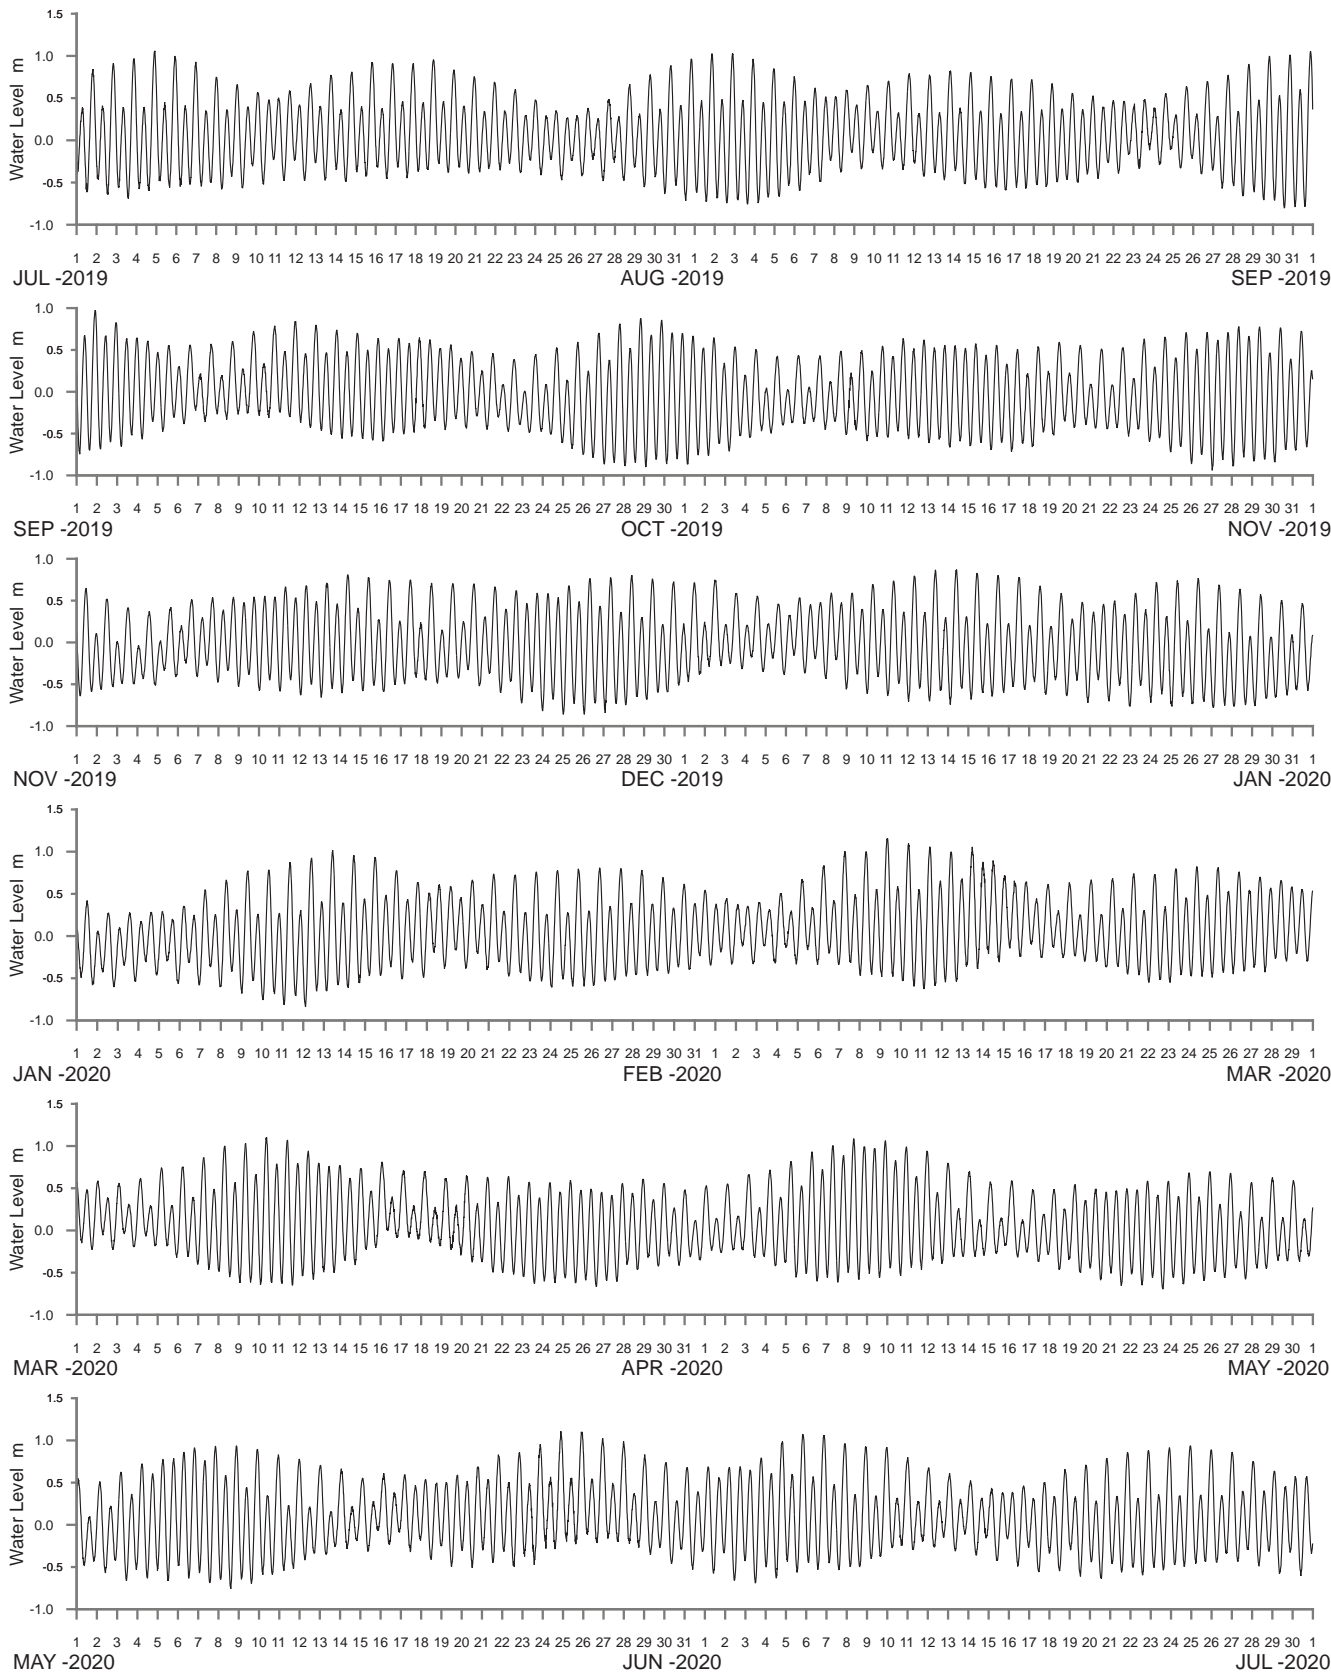 1.5
1.0
0.5
0.0
-0.5
-1.0
Water Level m
1 2 3 4 5 6 7 8 9 10 11 12 13 14 15 16 17 18 19 20 21 22 23 24 25 26 27 28 29 30 31 1 2 3 4 5 6 7 8 9 10 11 12 13 14 15 16 17 18 19 20 21 22 23 24 25 26 27 28 29 30 31 1
JUL -2019 AUG -2019 SEP -2019
1.0
0.5
0.0
-0.5
-1.0
Water Level m
1 2 3 4 5 6 7 8 9 10 11 12 13 14 15 16 17 18 19 20 21 22 23 24 25 26 27 28 29 30 1 2 3 4 5 6 7 8 9 10 11 12 13 14 15 16 17 18 19 20 21 22 23 24 25 26 27 28 29 30 31 1
SEP -2019 OCT -2019 NOV -2019
1.0
0.5
0.0
-0.5
-1.0
Water Level m
1 2 3 4 5 6 7 8 9 10 11 12 13 14 15 16 17 18 19 20 21 22 23 24 25 26 27 28 29 30 1 2 3 4 5 6 7 8 9 10 11 12 13 14 15 16 17 18 19 20 21 22 23 24 25 26 27 28 29 30 31 1
NOV -2019 DEC -2019 JAN -2020
1.5
1.0
0.5
0.0
-0.5
-1.0
Water Level m
1 2 3 4 5 6 7 8 9 10 11 12 13 14 15 16 17 18 19 20 21 22 23 24 25 26 27 28 29 30 31 1 2 3 4 5 6 7 8 9 10 11 12 13 14 15 16 17 18 19 20 21 22 23 24 25 26 27 28 29 1
JAN -2020 FEB -2020 MAR -2020
1.5
1.0
0.5
0.0
-0.5
-1.0
Water Level m
1 2 3 4 5 6 7 8 9 10 11 12 13 14 15 16 17 18 19 20 21 22 23 24 25 26 27 28 29 30 31 1 2 3 4 5 6 7 8 9 10 11 12 13 14 15 16 17 18 19 20 21 22 23 24 25 26 27 28 29 30 1
MAR -2020 APR -2020 MAY -2020
1.5
1.0
0.5
0.0
-0.5
-1.0
Water Level m
1 2 3 4 5 6 7 8 9 10 11 12 13 14 15 16 17 18 19 20 21 22 23 24 25 26 27 28 29 30 31 1 2 3 4 5 6 7 8 9 10 11 12 13 14 15 16 17 18 19 20 21 22 23 24 25 26 27 28 29 30 1
MAY -2020 JUN -2020 JUL -2020